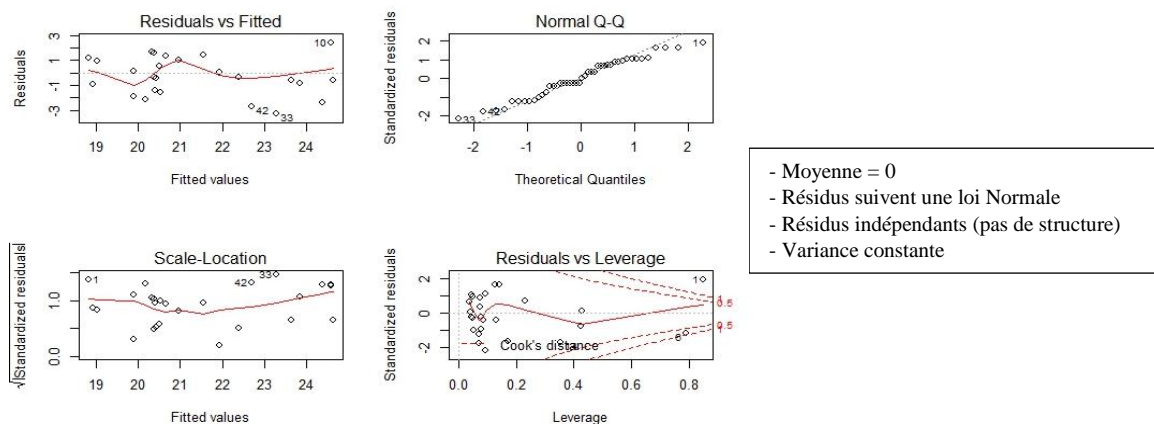 Residuals vs Fitted
Residuals
3
1
-1
-3
10
42
33
19 20 21 22 23 24
Fitted values
Normal Q-Q
Standardized residuals
2
1
0
-2
1
42
33
-2 -1 0 1 2
Theoretical Quantiles
- Moyenne = 0
- Résidus suivent une loi Normale
- Résidus indépendants (pas de structure)
- Variance constante
Scale-Location
√|Standardized residuals|
1.0
0.0
1
42
33
19 20 21 22 23 24
Fitted values
Residuals vs Leverage
Standardized residuals
2
0
-2
1
1
0.5
0.5
1
Cook's distance
0.0 0.2 0.4 0.6 0.8
Leverage